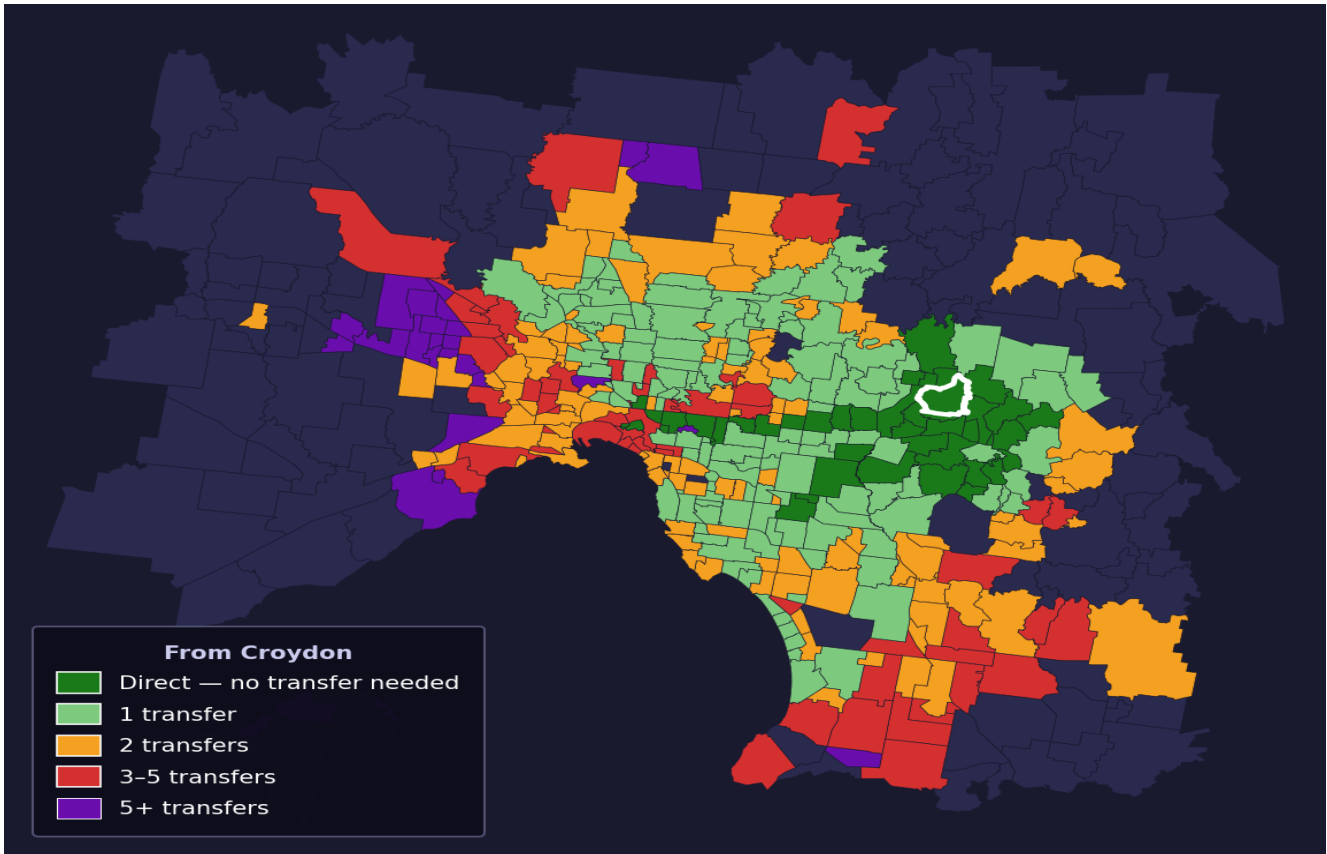 From Croydon
Direct — no transfer needed
1 transfer
2 transfers
3–5 transfers
5+ transfers